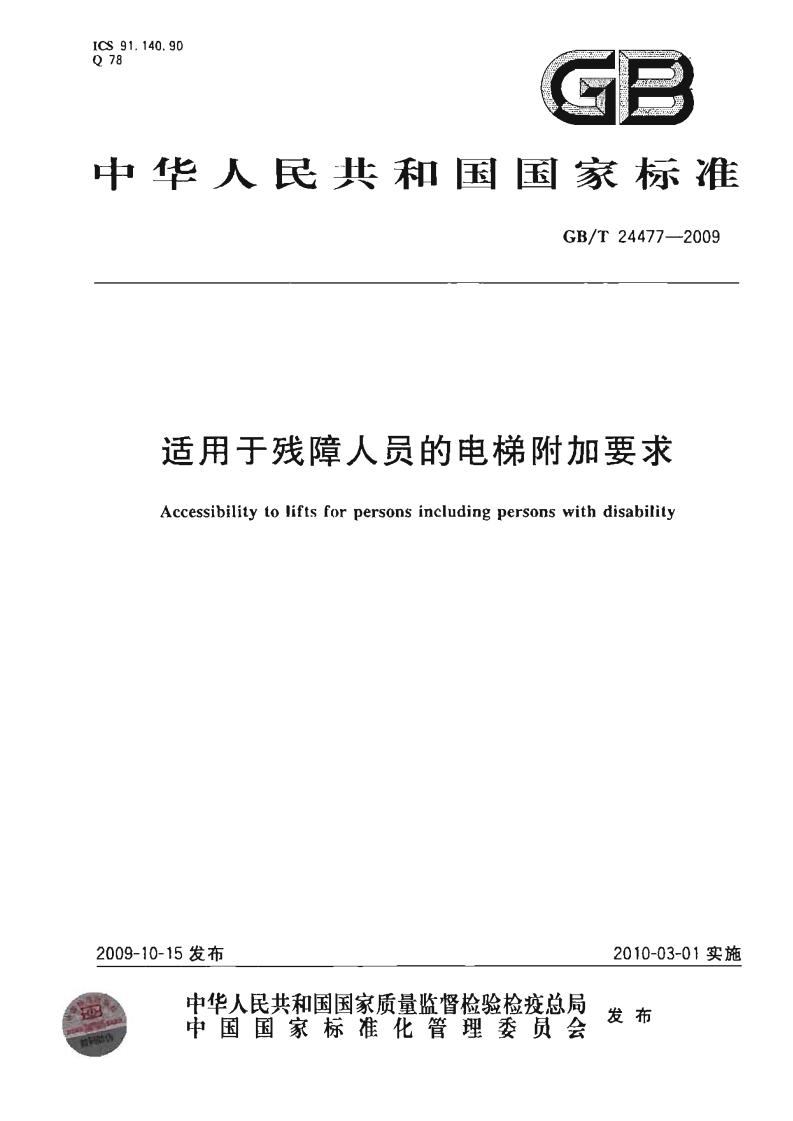 ICS 91.140.90
Q 78
GB
中华人民共和国国家标准
GB/T 24477—2009
适用于残障人员的电梯附加要求
Accessibility to lifts for persons including persons with disability
2009-10-15 发布
2010-03-01 实施
中华人民共和国国家质量监督检验检疫总局
中国国家标准化管理委员会
发布